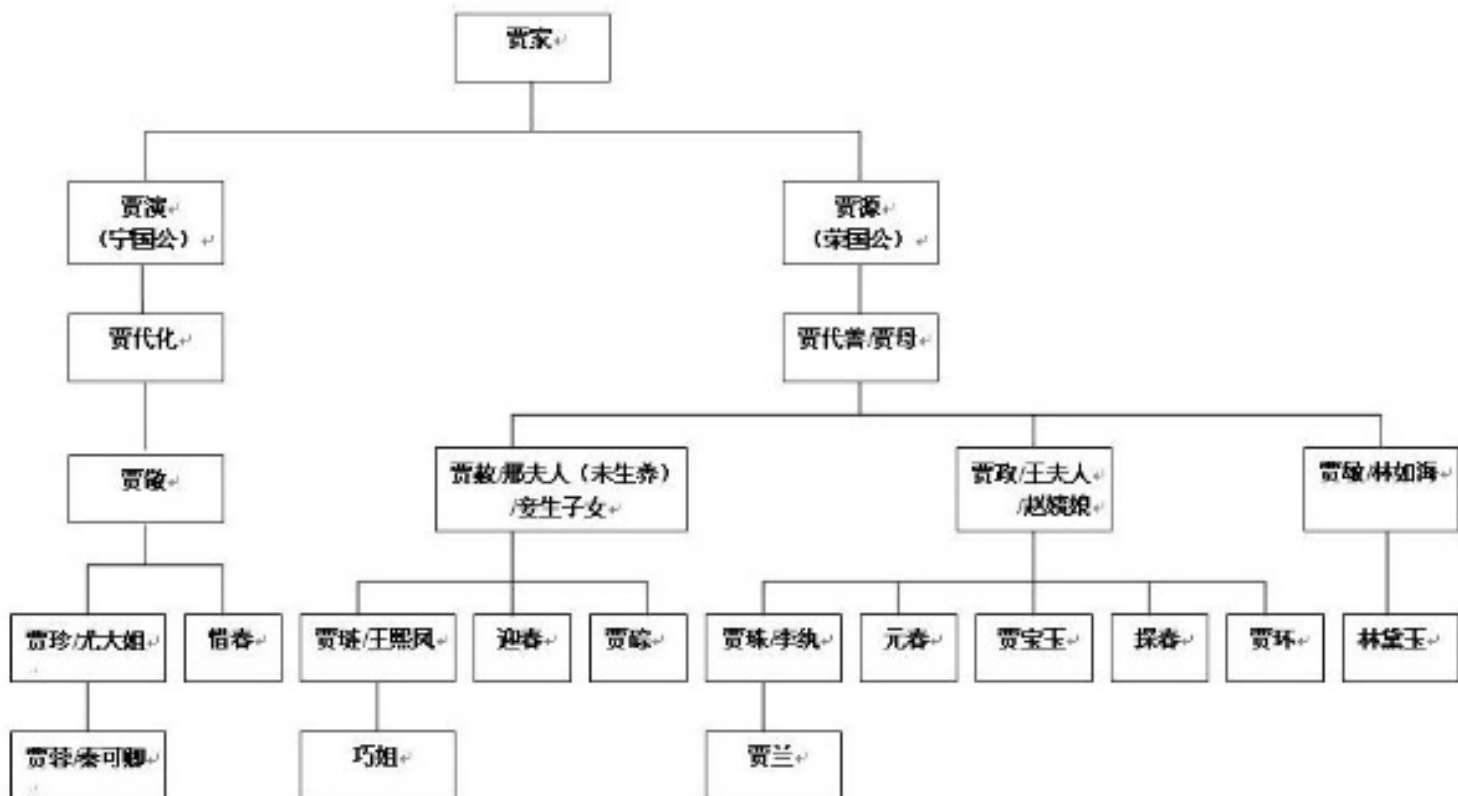 贾家
贾演
（宁国公）
贾源
（荣国公）
贾代化
贾代善/贾母
贾敬
贾赦/邢夫人（未生养）
/妾生子女
贾政/王夫人
/赵姨娘
贾敏/林如海
贾珍/尤大姐
惜春
贾琏/王熙凤
迎春
贾琮
贾珠/李纨
元春
贾宝玉
探春
贾环
林黛玉
贾蓉/秦可卿
巧姐
贾兰